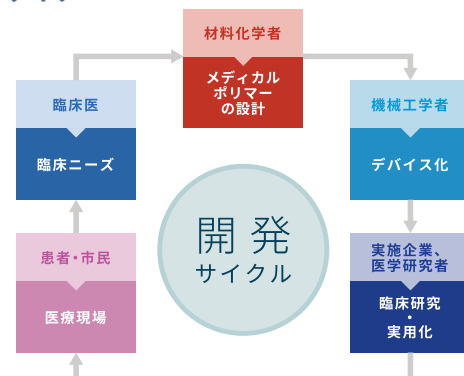 材料化学者
メディカル
ポリマー
の設計
臨床医
臨床ニーズ
機械工学者
デバイス化
開発
サイクル
患者・市民
医療現場
実施企業、
医学研究者
臨床研究
・
実用化